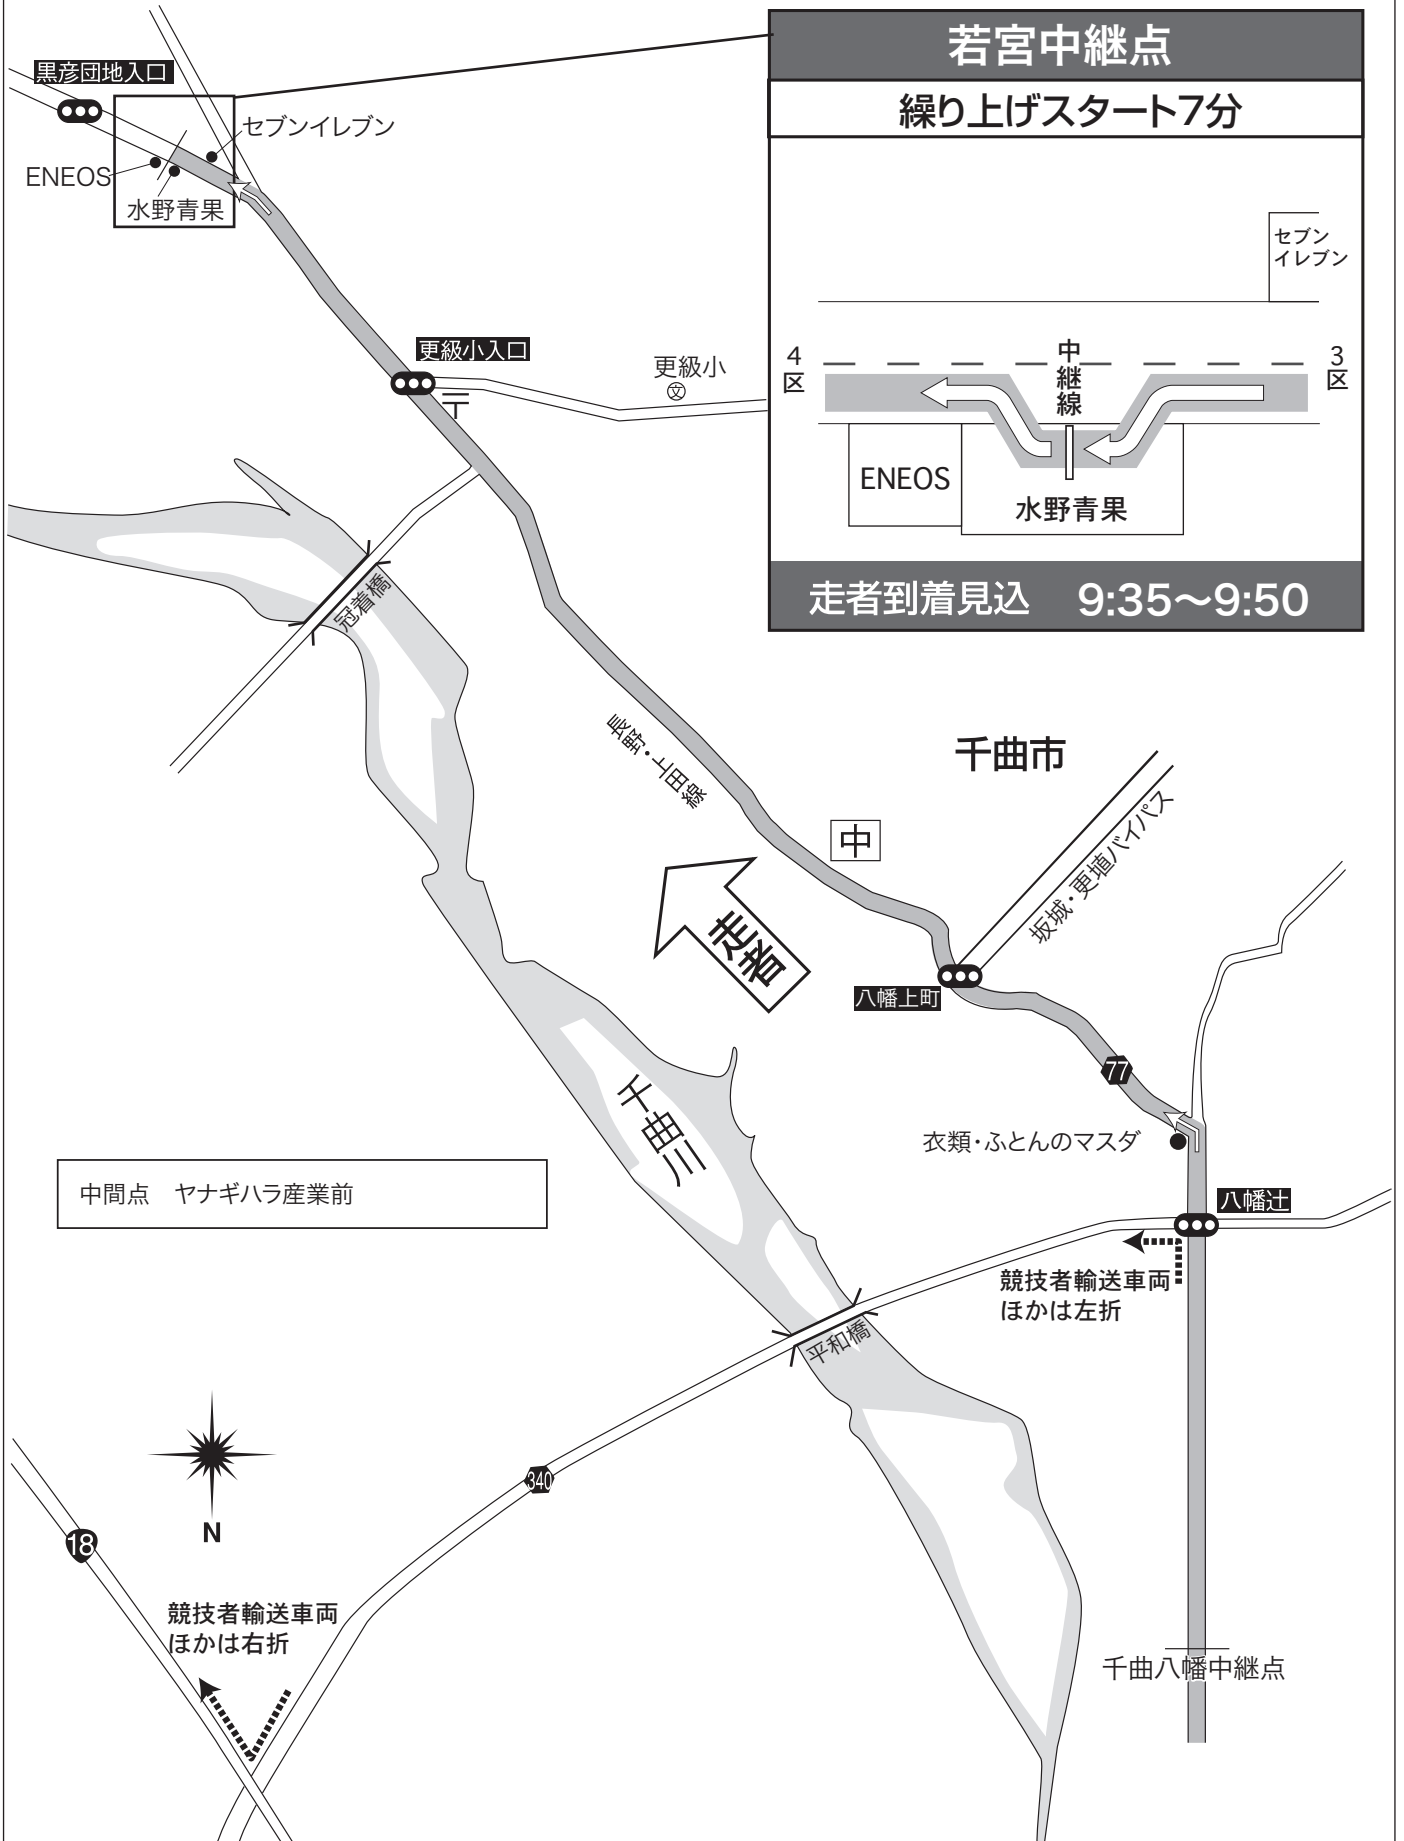 若宮中継点
繰り上げスタート7分
セブン
イレブン
4区
中継線
3区
ENEOS
水野青果
走者到着見込 9:35〜9:50
黒彦団地入口
セブンイレブン
ENEOS
水野青果
更級小入口
更級小
文
〒
冠着橋
長野・上田線
千曲市
中
坂城・更埴バイパス
走者
八幡上町
77
千曲川
衣類・ふとんのマスダ
中間点 ヤナギハラ産業前
八幡辻
競技者輸送車両
ほかは左折
平和橋
340
N
18
競技者輸送車両
ほかは右折
千曲八幡中継点